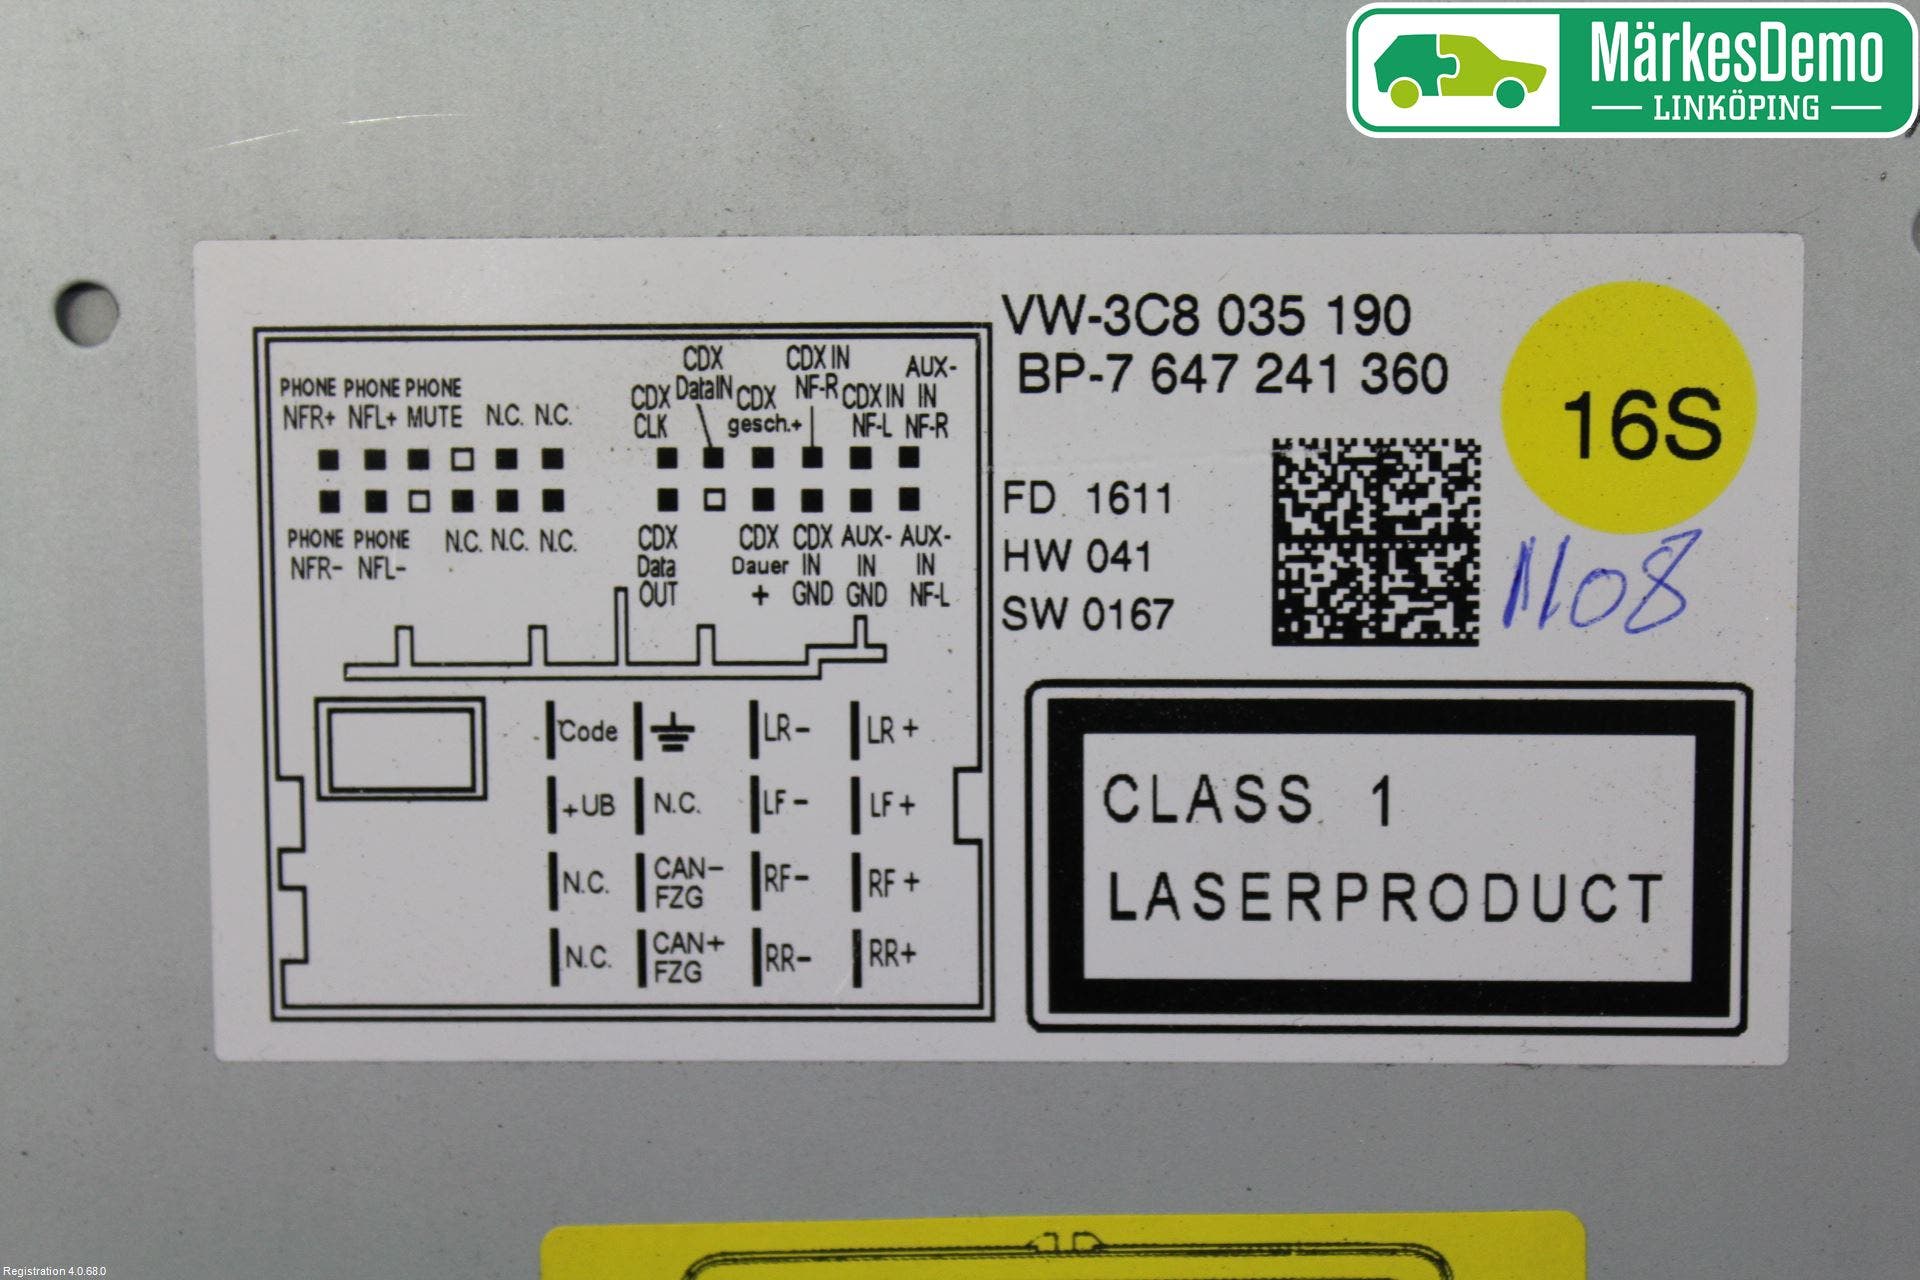 MärkesDemo
LINKÖPING
VW-3C8 035 190
BP-7 647 241 360
16S
FD 1611
HW 041
SW 0167
1108
CLASS 1
LASERPRODUCT
PHONE PHONE PHONE
NFR+ NFL+ MUTE N.C. N.C.
CDX CLK
CDX DataIN
CDX gesch.+
CDX IN NF-R
CDX IN NF-L
AUX-IN NF-R
PHONE PHONE
NFR- NFL- N.C. N.C. N.C.
CDX CDX CDX AUX- AUX-
Data Dauer IN IN IN
OUT + GND GND NF-L
Code LR- LR+
+UB N.C. LF- LF+
N.C. CAN- FZG RF- RF+
N.C. CAN+ FZG RR- RR+
Registration 4.0.68.0